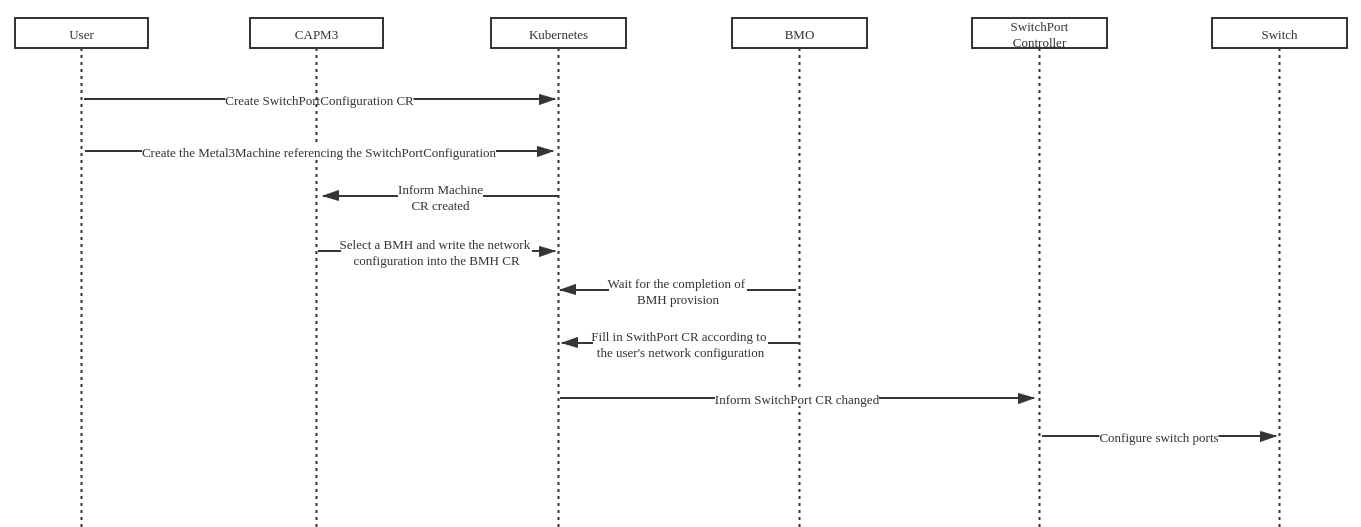 User
CAPM3
Kubernetes
BMO
SwitchPort
Controller
Switch
Create SwitchPortConfiguration CR
Create the Metal3Machine referencing the SwitchPortConfiguration
Inform Machine
CR created
Select a BMH and write the network
configuration into the BMH CR
Wait for the completion of
BMH provision
Fill in SwithPort CR according to
the user's network configuration
Inform SwitchPort CR changed
Configure switch ports